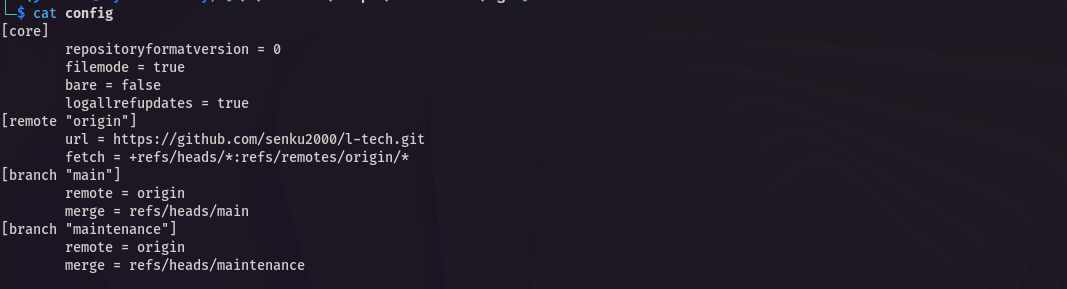 └─$ cat config
[core]
        repositoryformatversion = 0
        filemode = true
        bare = false
        logallrefupdates = true
[remote "origin"]
        url = https://github.com/senku2000/l-tech.git
        fetch = +refs/heads/*:refs/remotes/origin/*
[branch "main"]
        remote = origin
        merge = refs/heads/main
[branch "maintenance"]
        remote = origin
        merge = refs/heads/maintenance